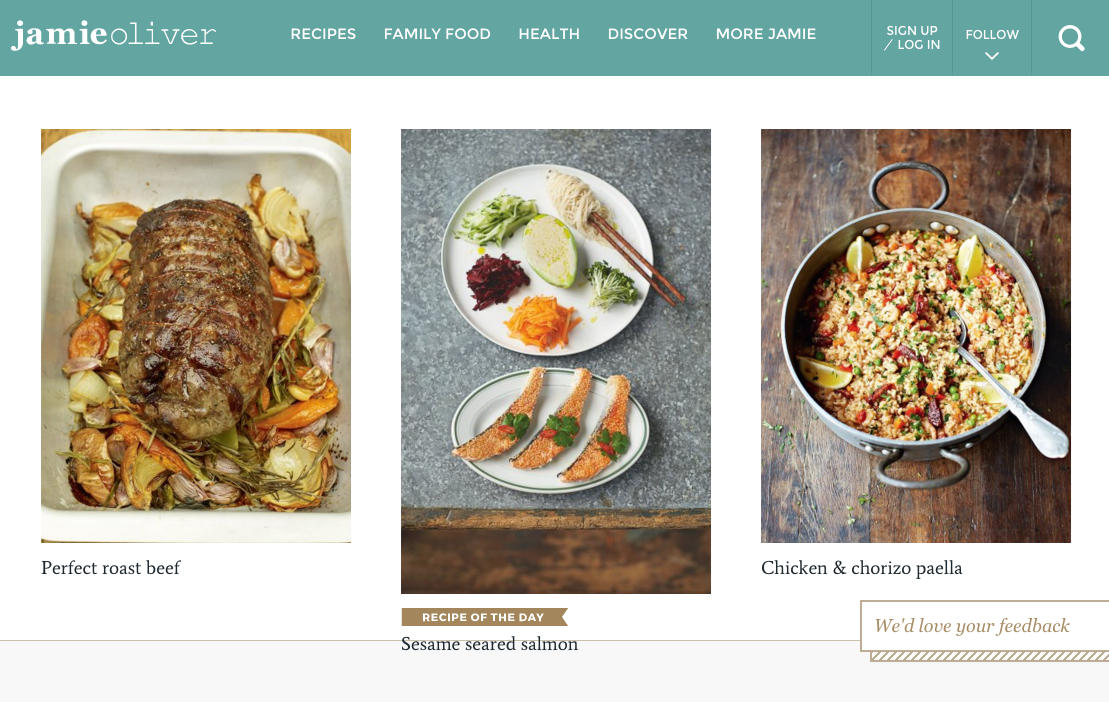 jamieoliver
RECIPES FAMILY FOOD HEALTH DISCOVER MORE JAMIE
SIGN UP
/ LOG IN
FOLLOW
Perfect roast beef
RECIPE OF THE DAY
Sesame seared salmon
Chicken & chorizo paella
We'd love your feedback